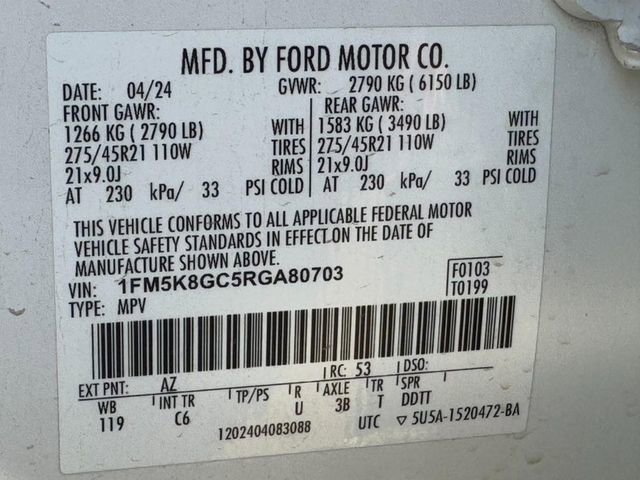 MFD. BY FORD MOTOR CO.
DATE: 04/24 GVWR: 2790 KG ( 6150 LB)
FRONT GAWR: REAR GAWR:
1266 KG ( 2790 LB) WITH 1583 KG ( 3490 LB) WITH
275/45R21 110W TIRES 275/45R21 110W TIRES
21x9.0J RIMS 21x9.0J RIMS
AT 230 kPa/ 33 PSI COLD AT 230 kPa/ 33 PSI COLD
THIS VEHICLE CONFORMS TO ALL APPLICABLE FEDERAL MOTOR
VEHICLE SAFETY STANDARDS IN EFFECT ON THE DATE OF
MANUFACTURE SHOWN ABOVE.
VIN: 1FM5K8GC5RGA80703 F0103
TYPE: MPV T0199
EXT PNT: AZ RC: 53 DSO:
WB INT TR TP/PS R AXLE TR SPR
119 C6 U 3B T DDTT
1202404083088 UTC ▽ 5U5A-1520472-BA